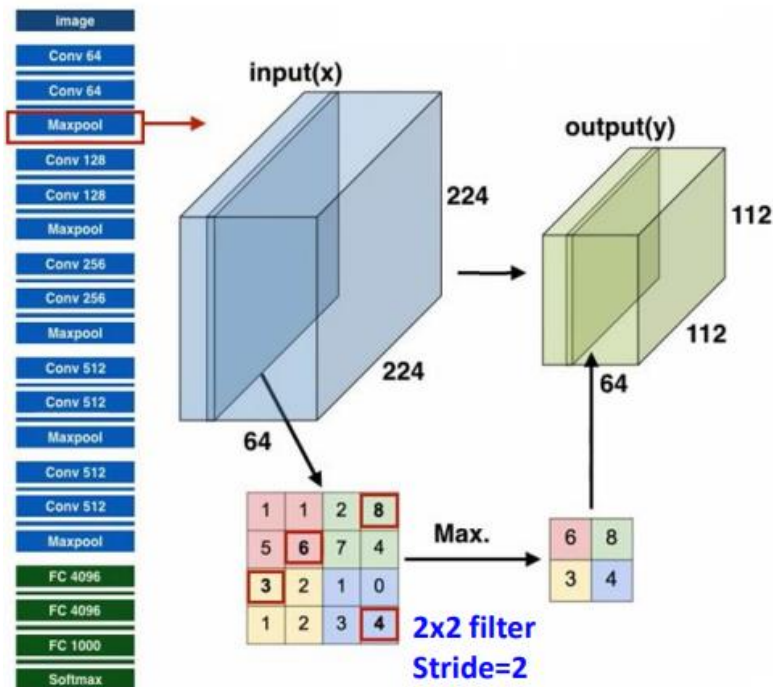 image
Conv 64
Conv 64
Maxpool
Conv 128
Conv 128
Maxpool
Conv 256
Conv 256
Maxpool
Conv 512
Conv 512
Maxpool
Conv 512
Conv 512
Maxpool
FC 4096
FC 4096
FC 1000
Softmax
input(x)
224
224
64
output(y)
112
112
64
1 1 2 8
5 6 7 4
3 2 1 0
1 2 3 4
Max.
6 8
3 4
2x2 filter
Stride=2